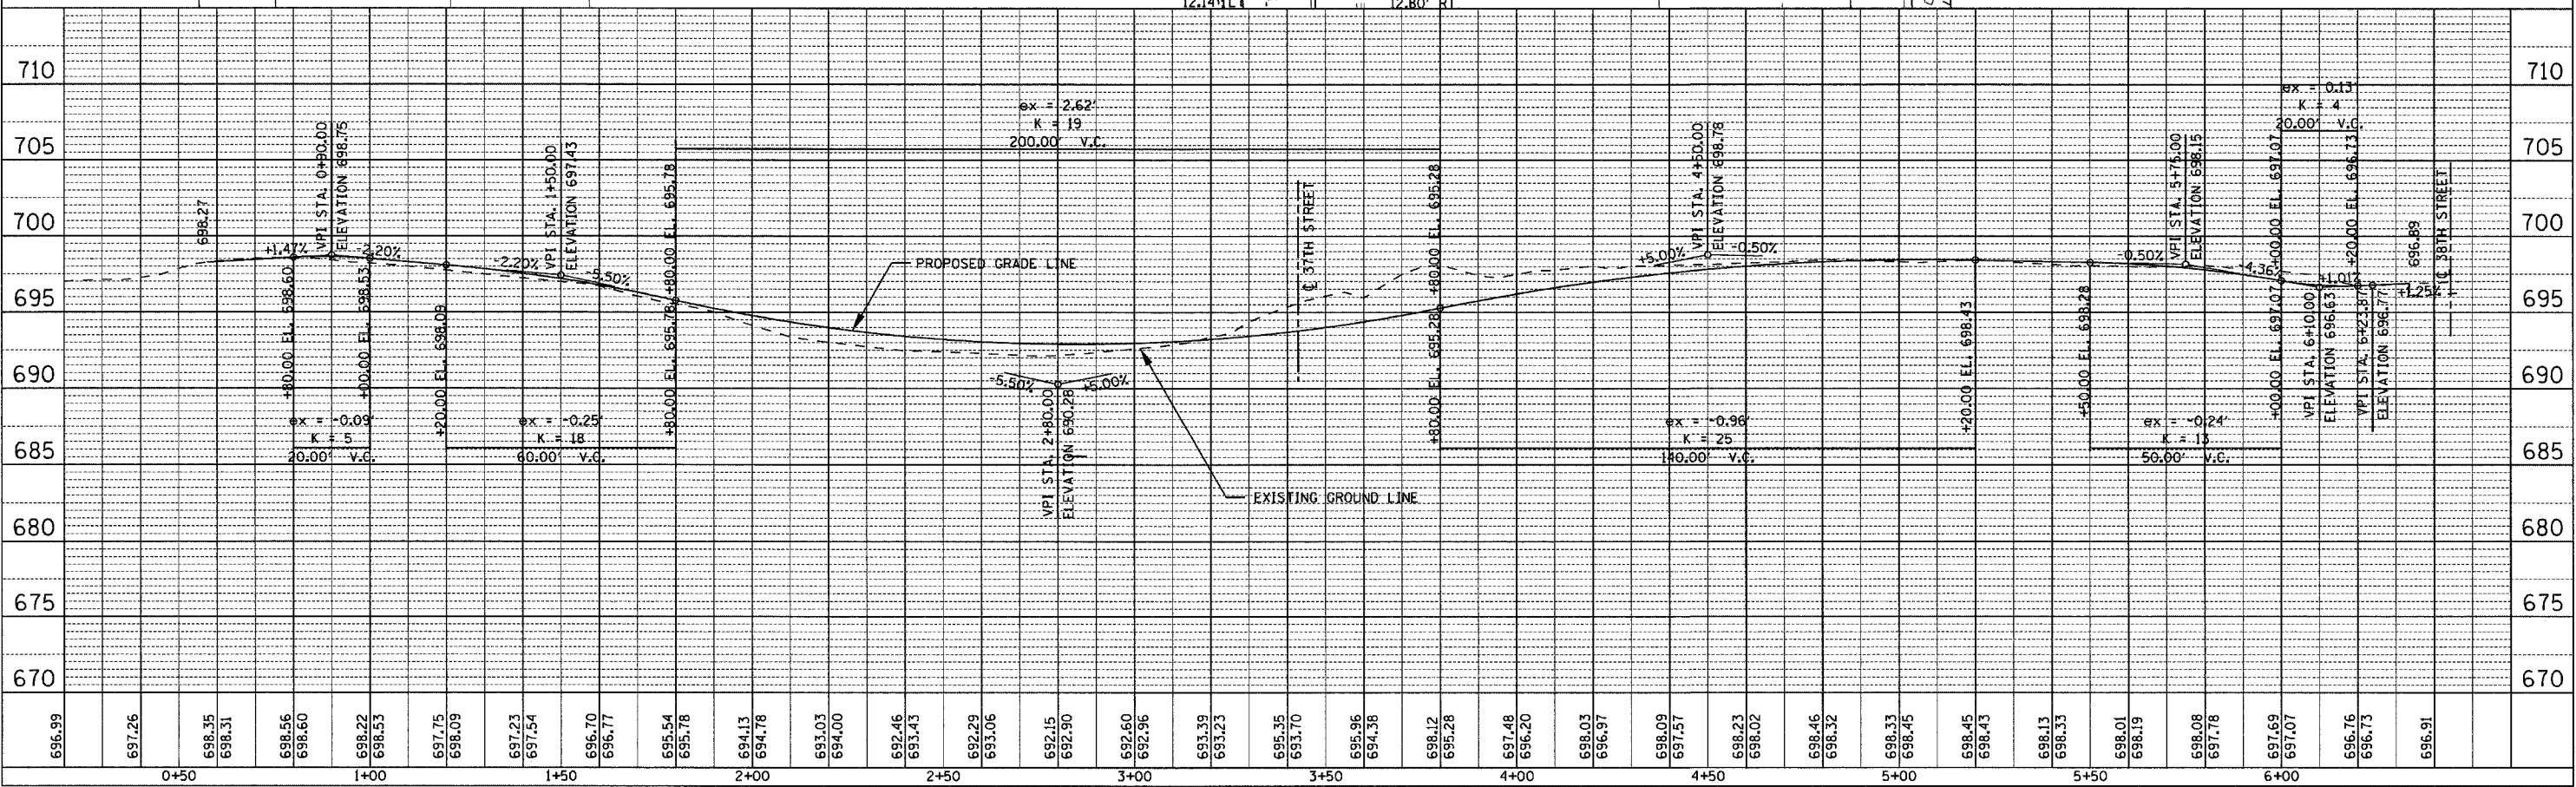 12.80' RT
710
705
700
695
690
685
680
675
670
698.27
+1.47%
+80.00 EL. 698.60
VPI STA. 0+90.00
ELEVATION 698.75
-2.20%
+00.00 EL. 698.53
ex = -0.09'
K = 5
20.00' V.C.
+20.00 EL. 698.09
-2.20%
VPI STA. 1+50.00
ELEVATION 697.43
-5.50%
ex = -0.25'
K = 18
60.00' V.C.
+80.00 EL. 695.78
+80.00 EL. 695.78
ex = 2.62'
K = 19
200.00' V.C.
PROPOSED GRADE LINE
-5.50%
+5.00%
VPI STA. 2+80.00
ELEVATION 690.28
EXISTING GROUND LINE
℄ 37TH STREET
+80.00 EL. 695.28
+80.00 EL. 695.28
+5.00%
VPI STA. 4+50.00
ELEVATION 698.78
-0.50%
ex = -0.96'
K = 25
140.00' V.C.
+20.00 EL. 698.43
+50.00 EL. 698.28
-0.50%
VPI STA. 5+75.00
ELEVATION 698.15
-4.36%
ex = -0.24'
K = 13
50.00' V.C.
+00.00 EL. 697.07
+00.00 EL. 697.07
ex = 0.13'
K = 4
20.00' V.C.
+20.00 EL. 696.73
+1.01%
VPI STA. 6+10.00
ELEVATION 696.63
VPI STA. 6+23.87
ELEVATION 696.77
+1.25%
696.89
℄ 38TH STREET
710
705
700
695
690
685
680
675
670
696.99
697.26
698.35
698.31
698.56
698.60
698.22
698.53
697.75
698.09
697.23
697.54
696.70
696.77
695.54
695.78
694.13
694.78
693.03
694.00
692.46
693.43
692.29
693.06
692.15
692.90
692.60
692.96
693.39
693.23
695.35
693.70
695.96
694.38
698.12
695.28
697.48
696.20
698.03
696.97
698.09
697.57
698.23
698.02
698.46
698.32
698.33
698.45
698.45
698.43
698.13
698.33
698.01
698.19
698.08
697.78
697.69
697.07
696.76
696.73
696.91
0+50
1+00
1+50
2+00
2+50
3+00
3+50
4+00
4+50
5+00
5+50
6+00